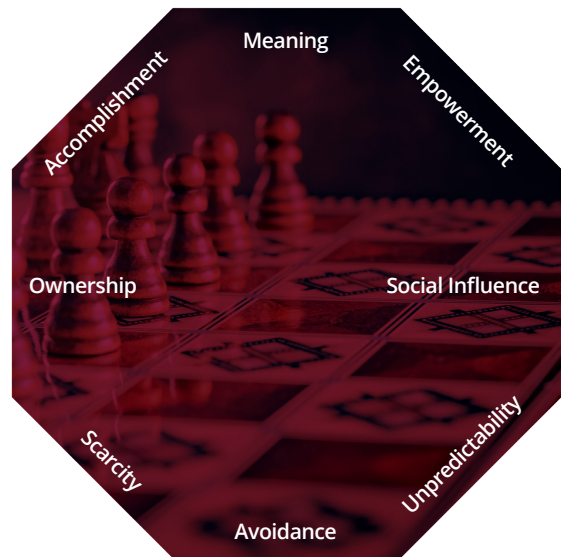 Meaning
Accomplishment
Empowerment
Ownership
Social Influence
Scarcity
Unpredictability
Avoidance